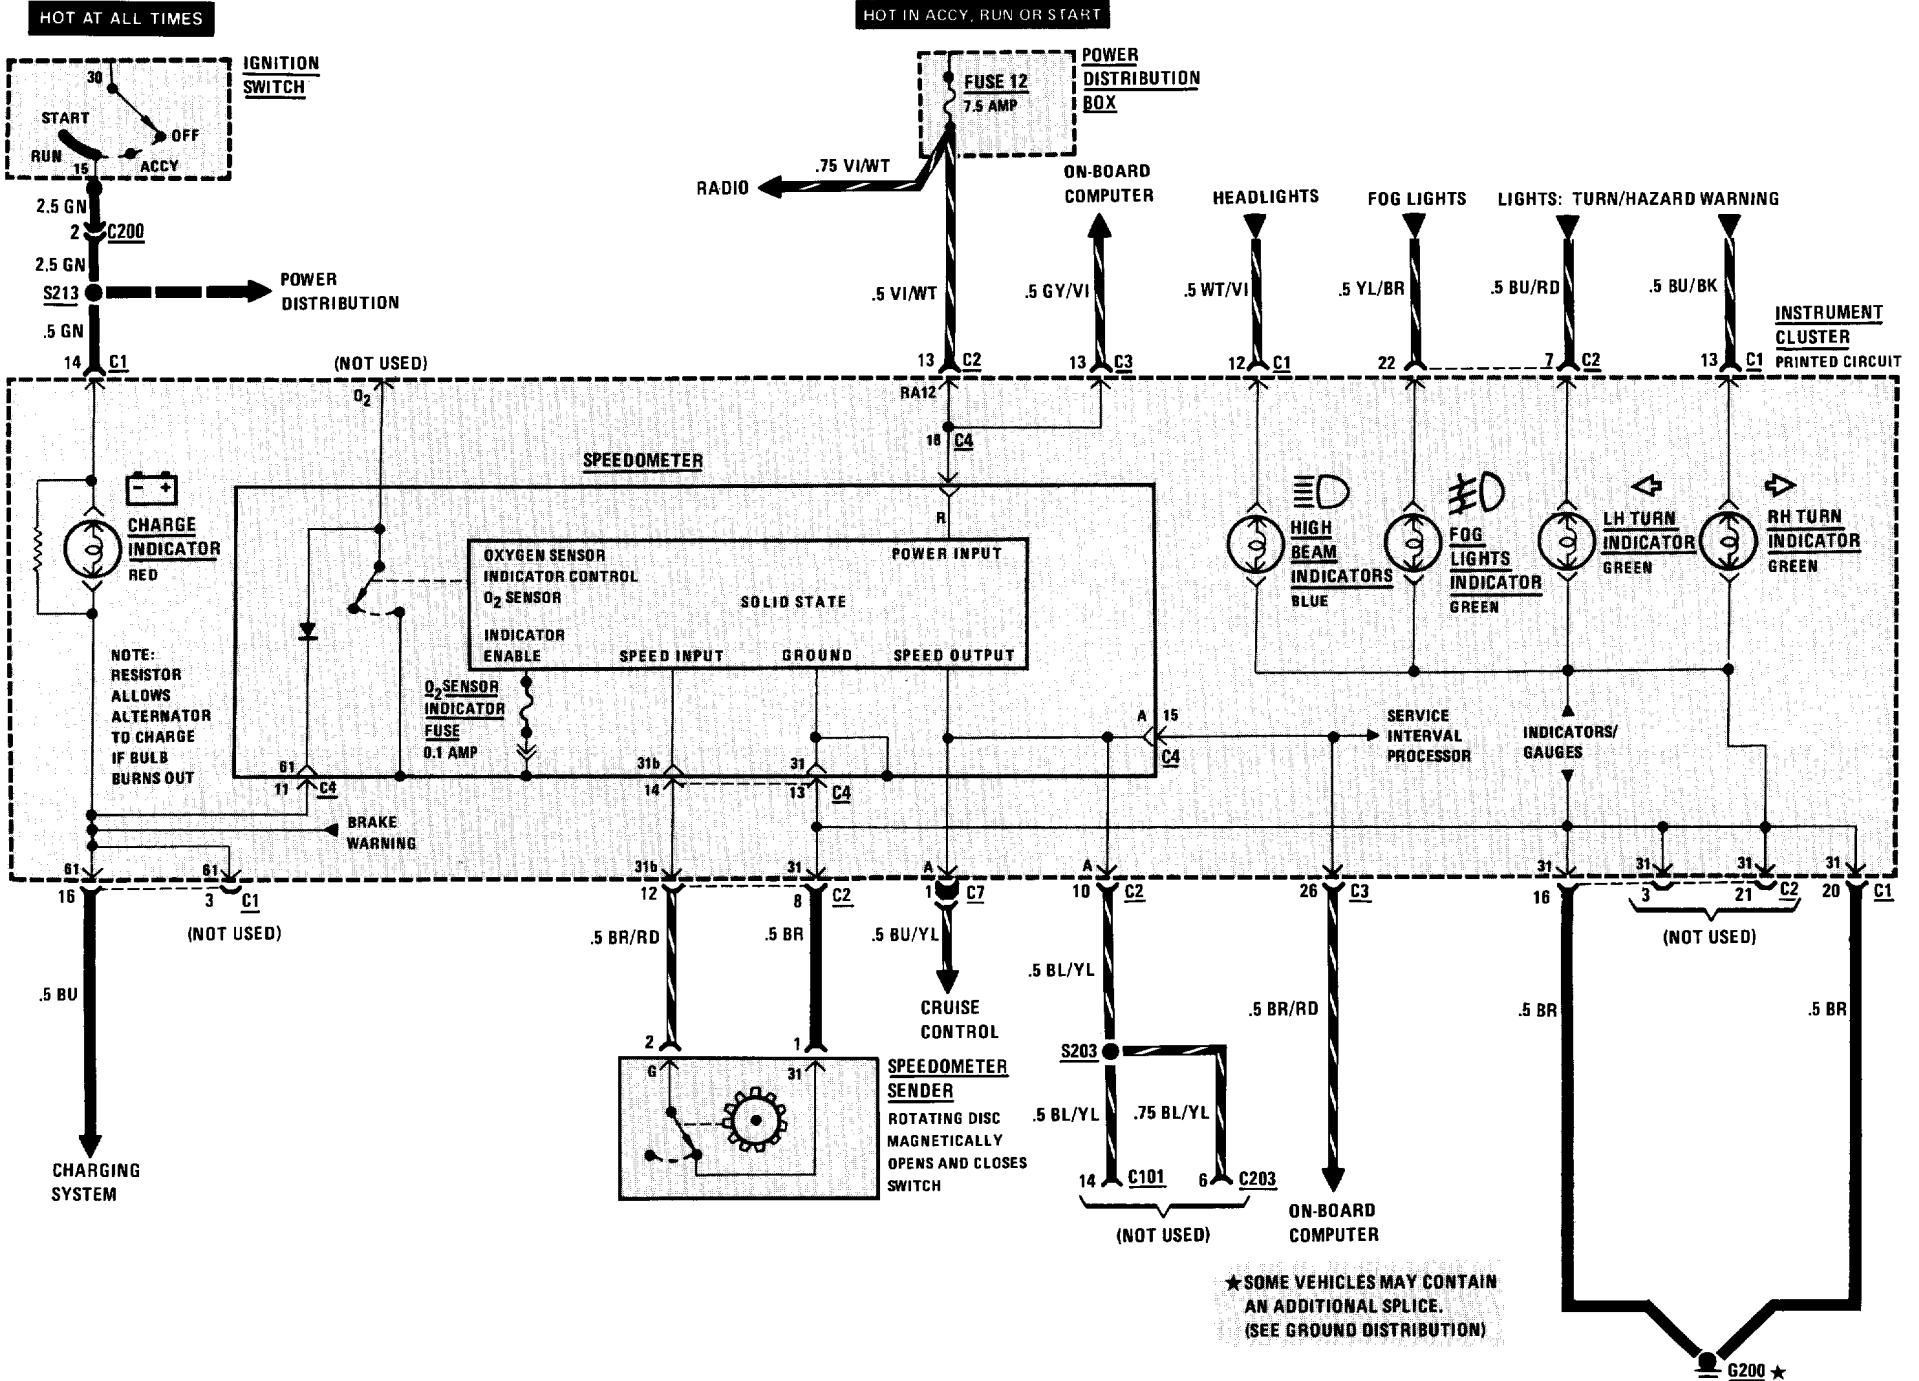 HOT AT ALL TIMES
HOT IN ACCY, RUN OR START
IGNITION
SWITCH
30
START
OFF
RUN
15
ACCY
POWER
DISTRIBUTION
BOX
FUSE 12
7.5 AMP
.75 VI/WT
RADIO
ON-BOARD
COMPUTER
HEADLIGHTS
FOG LIGHTS
LIGHTS: TURN/HAZARD WARNING
2.5 GN
2
C200
2.5 GN
S213
POWER
DISTRIBUTION
.5 GN
.5 VI/WT
.5 GY/VI
.5 WT/VI
.5 YL/BR
.5 BU/RD
.5 BU/BK
INSTRUMENT
CLUSTER
PRINTED CIRCUIT
14 C1
(NOT USED)
13 C2
13 C3
12 C1
22
7 C2
13 C1
O2
RA12
18 C4
SPEEDOMETER
R
CHARGE
INDICATOR
RED
OXYGEN SENSOR
INDICATOR CONTROL
O2 SENSOR
INDICATOR
ENABLE
POWER INPUT
SOLID STATE
SPEED INPUT
GROUND
SPEED OUTPUT
HIGH
BEAM
INDICATORS
BLUE
FOG
LIGHTS
INDICATOR
GREEN
LH TURN
INDICATOR
GREEN
RH TURN
INDICATOR
GREEN
NOTE:
RESISTOR
ALLOWS
ALTERNATOR
TO CHARGE
IF BULB
BURNS OUT
O2 SENSOR
INDICATOR
FUSE
0.1 AMP
A 15
C4
SERVICE
INTERVAL
PROCESSOR
INDICATORS/
GAUGES
61
11 C4
31b
14
31
13 C4
BRAKE
WARNING
61
61
31b
31
A
A
31
31
31
31
16
3 C1
(NOT USED)
12
8 C2
1 C7
10 C2
26 C3
16
3
21 C2
20 C1
(NOT USED)
.5 BU
.5 BR/RD
.5 BR
.5 BU/YL
.5 BL/YL
.5 BR/RD
.5 BR
.5 BR
CRUISE
CONTROL
2
1
G
31
SPEEDOMETER
SENDER
ROTATING DISC
MAGNETICALLY
OPENS AND CLOSES
SWITCH
S203
.5 BL/YL
.75 BL/YL
14 C101
6 C203
(NOT USED)
CHARGING
SYSTEM
ON-BOARD
COMPUTER
★SOME VEHICLES MAY CONTAIN
AN ADDITIONAL SPLICE.
(SEE GROUND DISTRIBUTION)
G200 ★